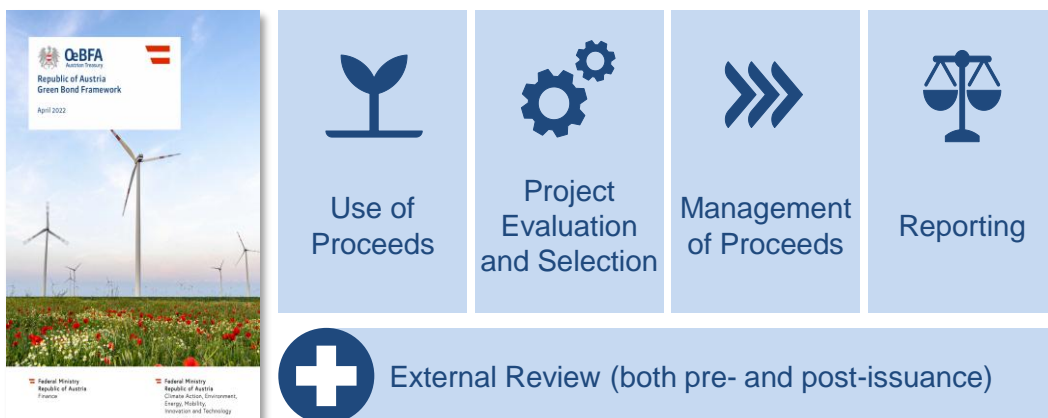 OeBFA
Austrian Treasury
Republic of Austria
Green Bond Framework
April 2022
Federal Ministry
Republic of Austria
Finance
Federal Ministry
Republic of Austria
Climate Action, Environment,
Energy, Mobility,
Innovation and Technology
Use of
Proceeds
Project
Evaluation
and Selection
Management
of Proceeds
Reporting
External Review (both pre- and post-issuance)